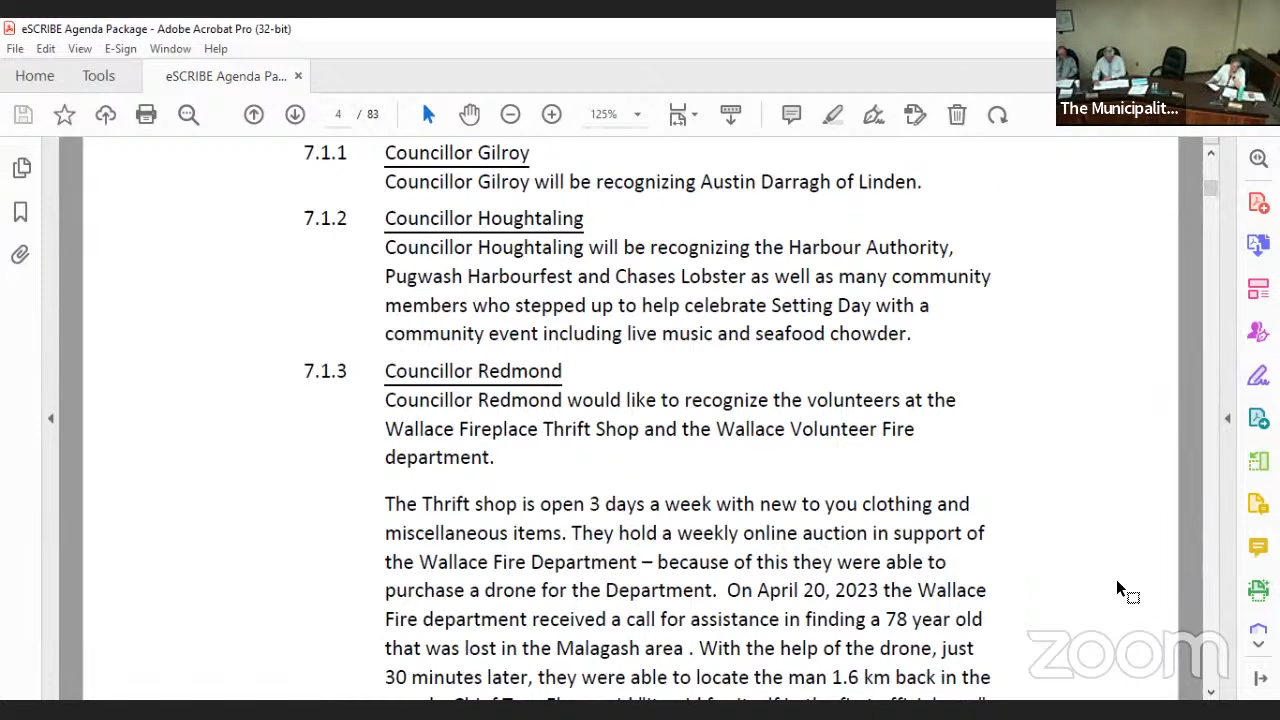 eSCRIBE Agenda Package - Adobe Acrobat Pro (32-bit)
File Edit View E-Sign Window Help
Home Tools eSCRIBE Agenda Pa... ×
4 / 83 125%
The Municipalit...
7.1.1 Councillor Gilroy
Councillor Gilroy will be recognizing Austin Darragh of Linden.
7.1.2 Councillor Houghtaling
Councillor Houghtaling will be recognizing the Harbour Authority,
Pugwash Harbourfest and Chases Lobster as well as many community
members who stepped up to help celebrate Setting Day with a
community event including live music and seafood chowder.
7.1.3 Councillor Redmond
Councillor Redmond would like to recognize the volunteers at the
Wallace Fireplace Thrift Shop and the Wallace Volunteer Fire
department.
The Thrift shop is open 3 days a week with new to you clothing and
miscellaneous items. They hold a weekly online auction in support of
the Wallace Fire Department – because of this they were able to
purchase a drone for the Department. On April 20, 2023 the Wallace
Fire department received a call for assistance in finding a 78 year old
that was lost in the Malagash area . With the help of the drone, just
30 minutes later, they were able to locate the man 1.6 km back in the
zoom